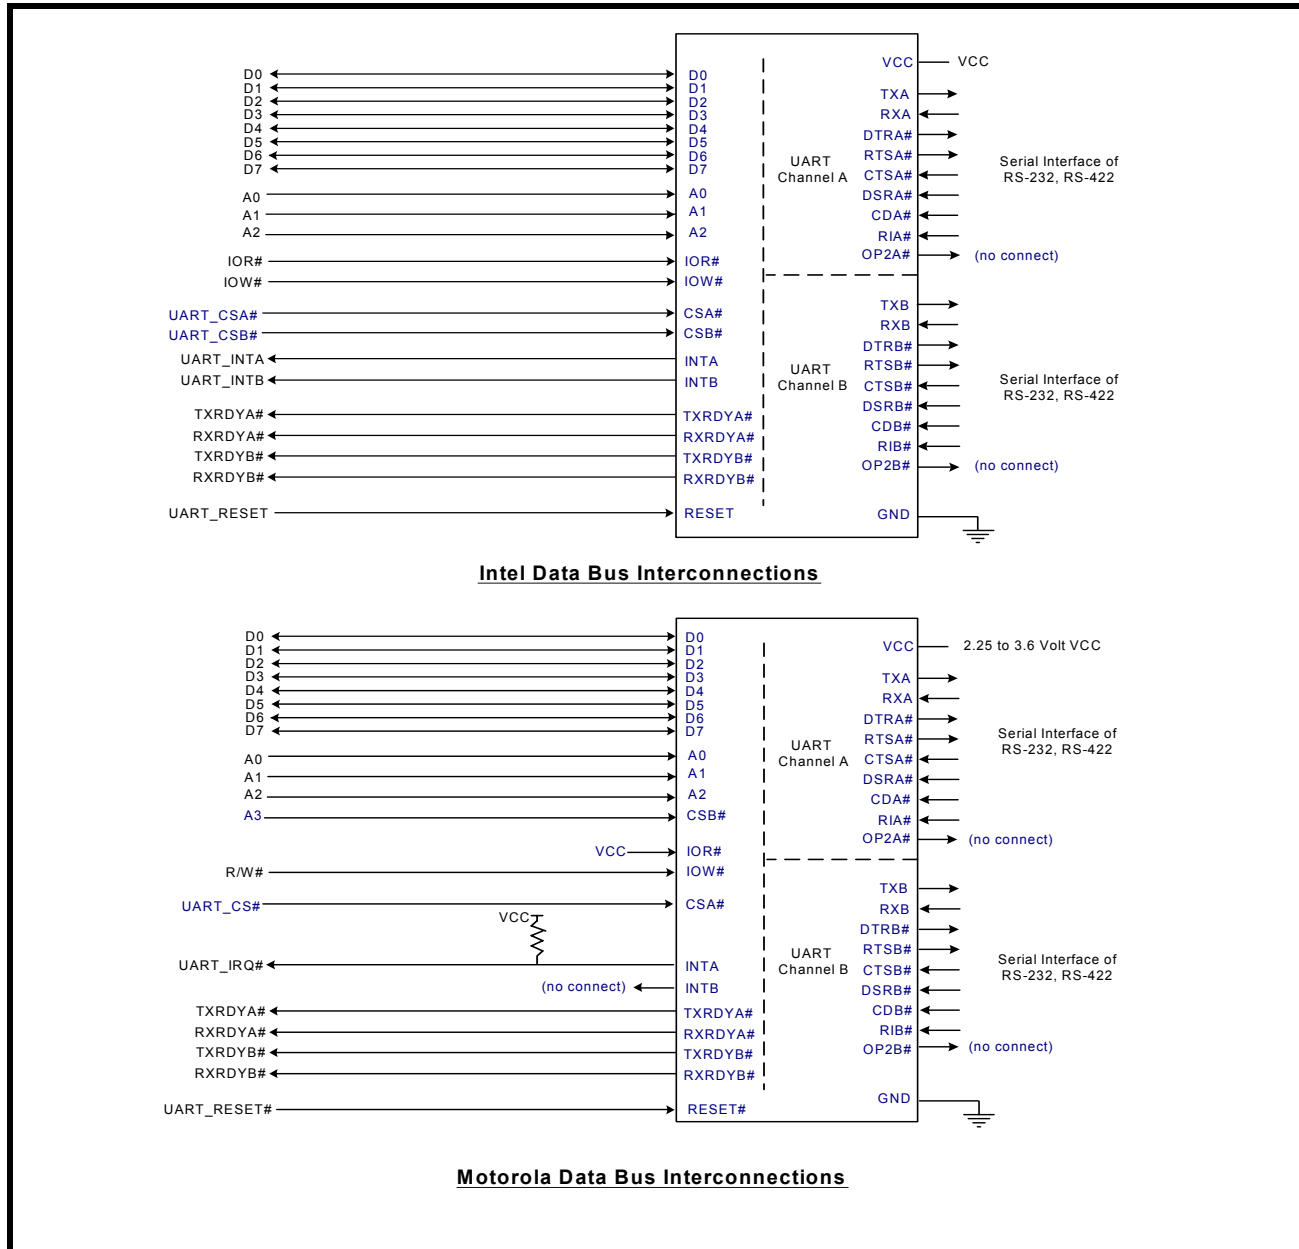 D0 D0 VCC VCC
D1 D1
D2 D2 TXA
D3 D3 RXA
D4 D4 DTRA#
D5 D5
D6 D6 RTSA#
D7 D7 CTSA#
UART
Channel A
Serial Interface of
RS-232, RS-422
A0 A0 DSRA#
A1 A1 CDA#
A2 A2 RIA#
IOR# IOR# OP2A# (no connect)
IOW# IOW#
UART_CSA# CSA# TXB
UART_CSB# CSB# RXB
DTRB#
UART_INTA INTA RTSB#
UART_INTB INTB CTSB#
UART
Channel B
Serial Interface of
RS-232, RS-422
DSRB#
TXRDYA# TXRDYA# CDB#
RXRDYA# RXRDYA# RIB#
TXRDYB# TXRDYB# OP2B# (no connect)
RXRDYB# RXRDYB#
UART_RESET RESET GND
Intel Data Bus Interconnections
D0 D0 VCC 2.25 to 3.6 Volt VCC
D1 D1
D2 D2
D3 D3 TXA
D4 D4 RXA
D5 D5
D6 D6 DTRA#
D7 D7 RTSA#
UART
Channel A
Serial Interface of
RS-232, RS-422
A0 A0 CTSA#
A1 A1 DSRA#
A2 A2 CDA#
A3 CSB# RIA#
OP2A# (no connect)
VCC IOR#
R/W# IOW#
TXB
UART_CS# CSA# RXB
VCC
DTRB#
RTSB#
UART
Channel B
Serial Interface of
RS-232, RS-422
UART_IRQ# INTA CTSB#
(no connect) INTB DSRB#
TXRDYA# TXRDYA# CDB#
RXRDYA# RXRDYA# RIB#
TXRDYB# TXRDYB# OP2B# (no connect)
RXRDYB# RXRDYB#
UART_RESET# RESET# GND
Motorola Data Bus Interconnections